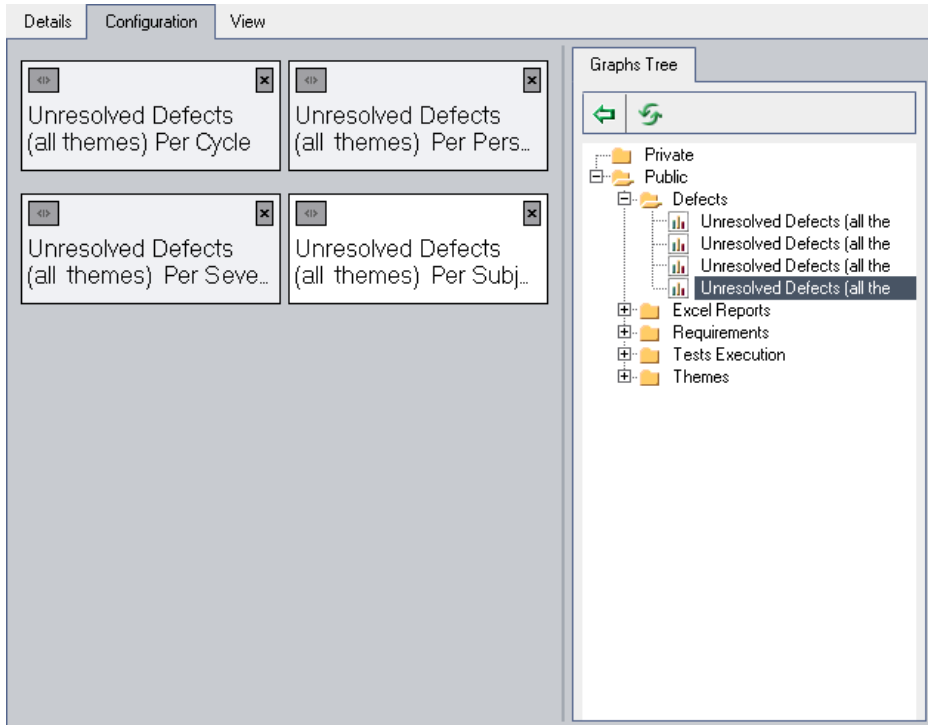 Details Configuration View
Unresolved Defects
(all themes) Per Cycle
Unresolved Defects
(all themes) Per Pers...
Unresolved Defects
(all themes) Per Seve...
Unresolved Defects
(all themes) Per Subj...
Graphs Tree
Private
Public
Defects
Unresolved Defects (all the
Unresolved Defects (all the
Unresolved Defects (all the
Unresolved Defects (all the
Excel Reports
Requirements
Tests Execution
Themes